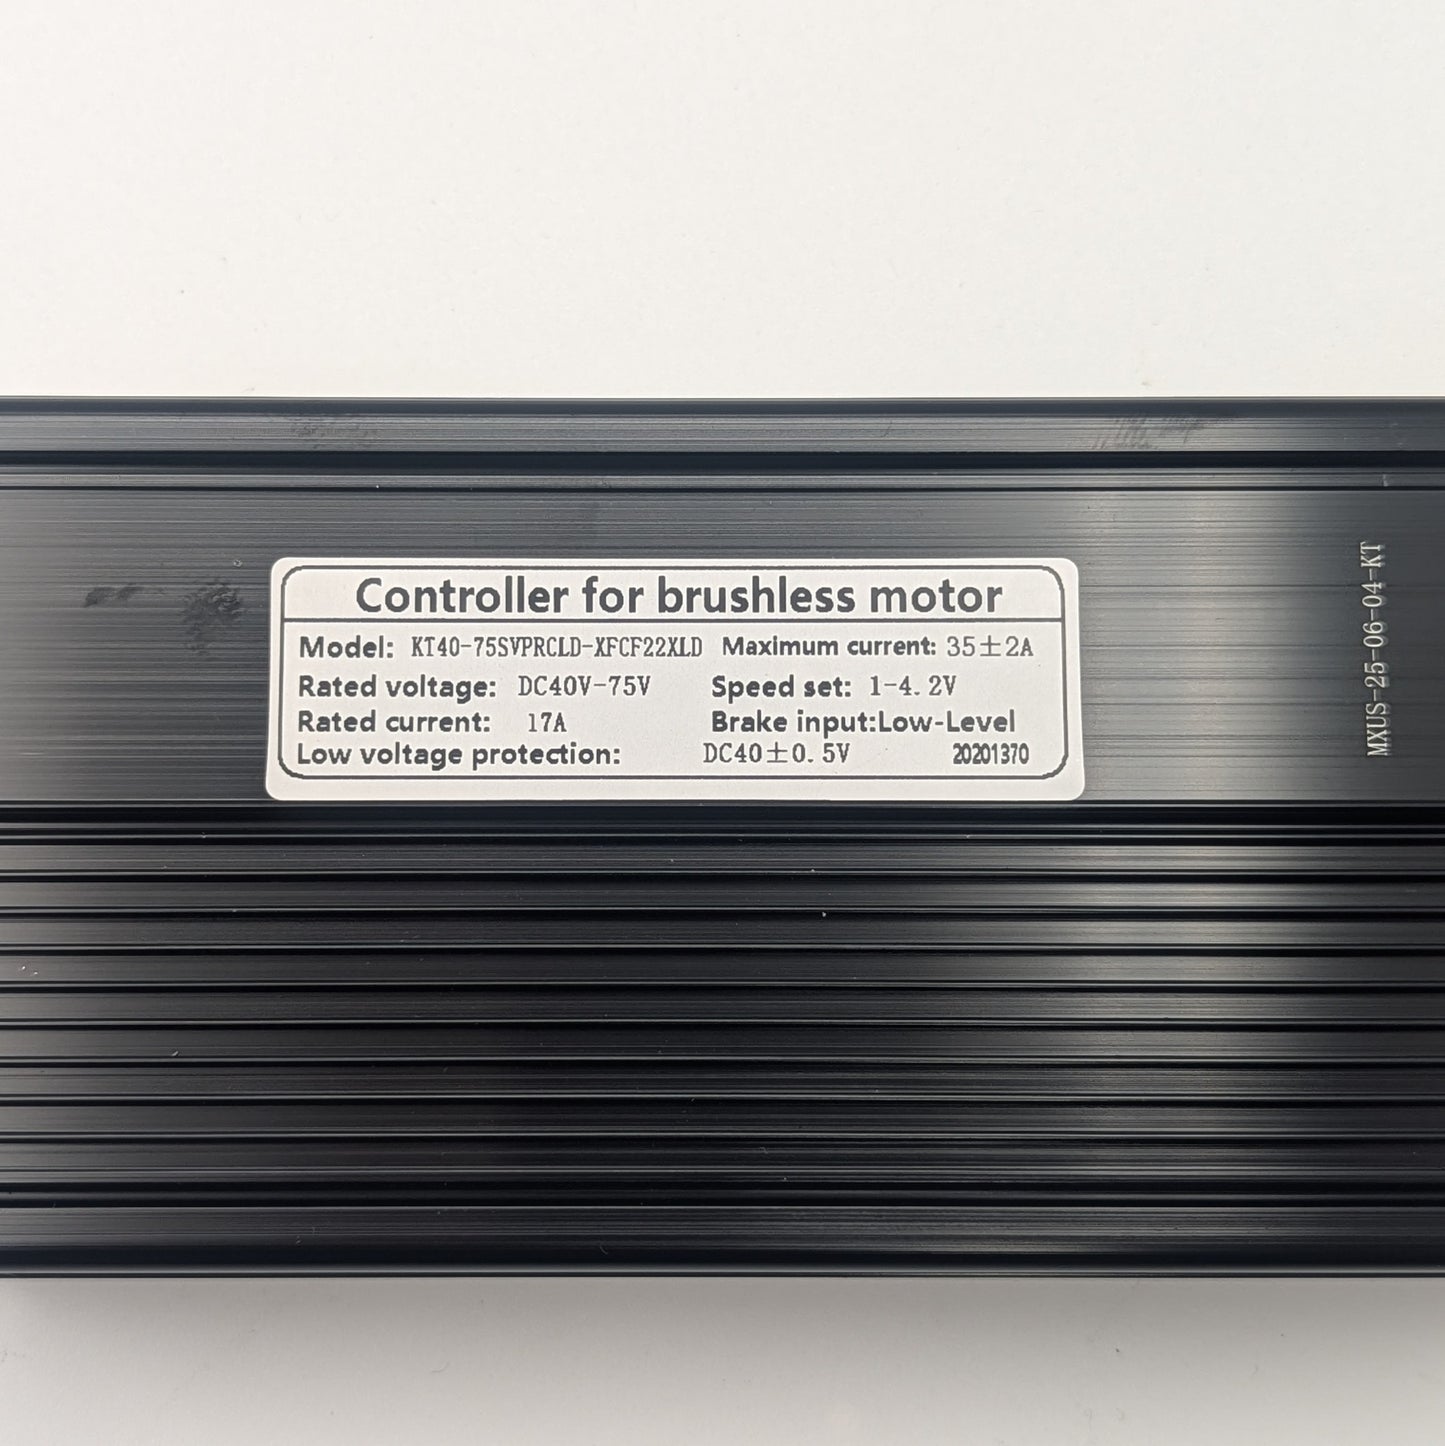 Controller for brushless motor
Model: KT40-75SVPRCLD-XFCF22XLD Maximum current: 35±2A
Rated voltage: DC40V-75V Speed set: 1-4.2V
Rated current: 17A Brake input:Low-Level
Low voltage protection: DC40±0.5V 20201370
MXUS-25-06-04-KT